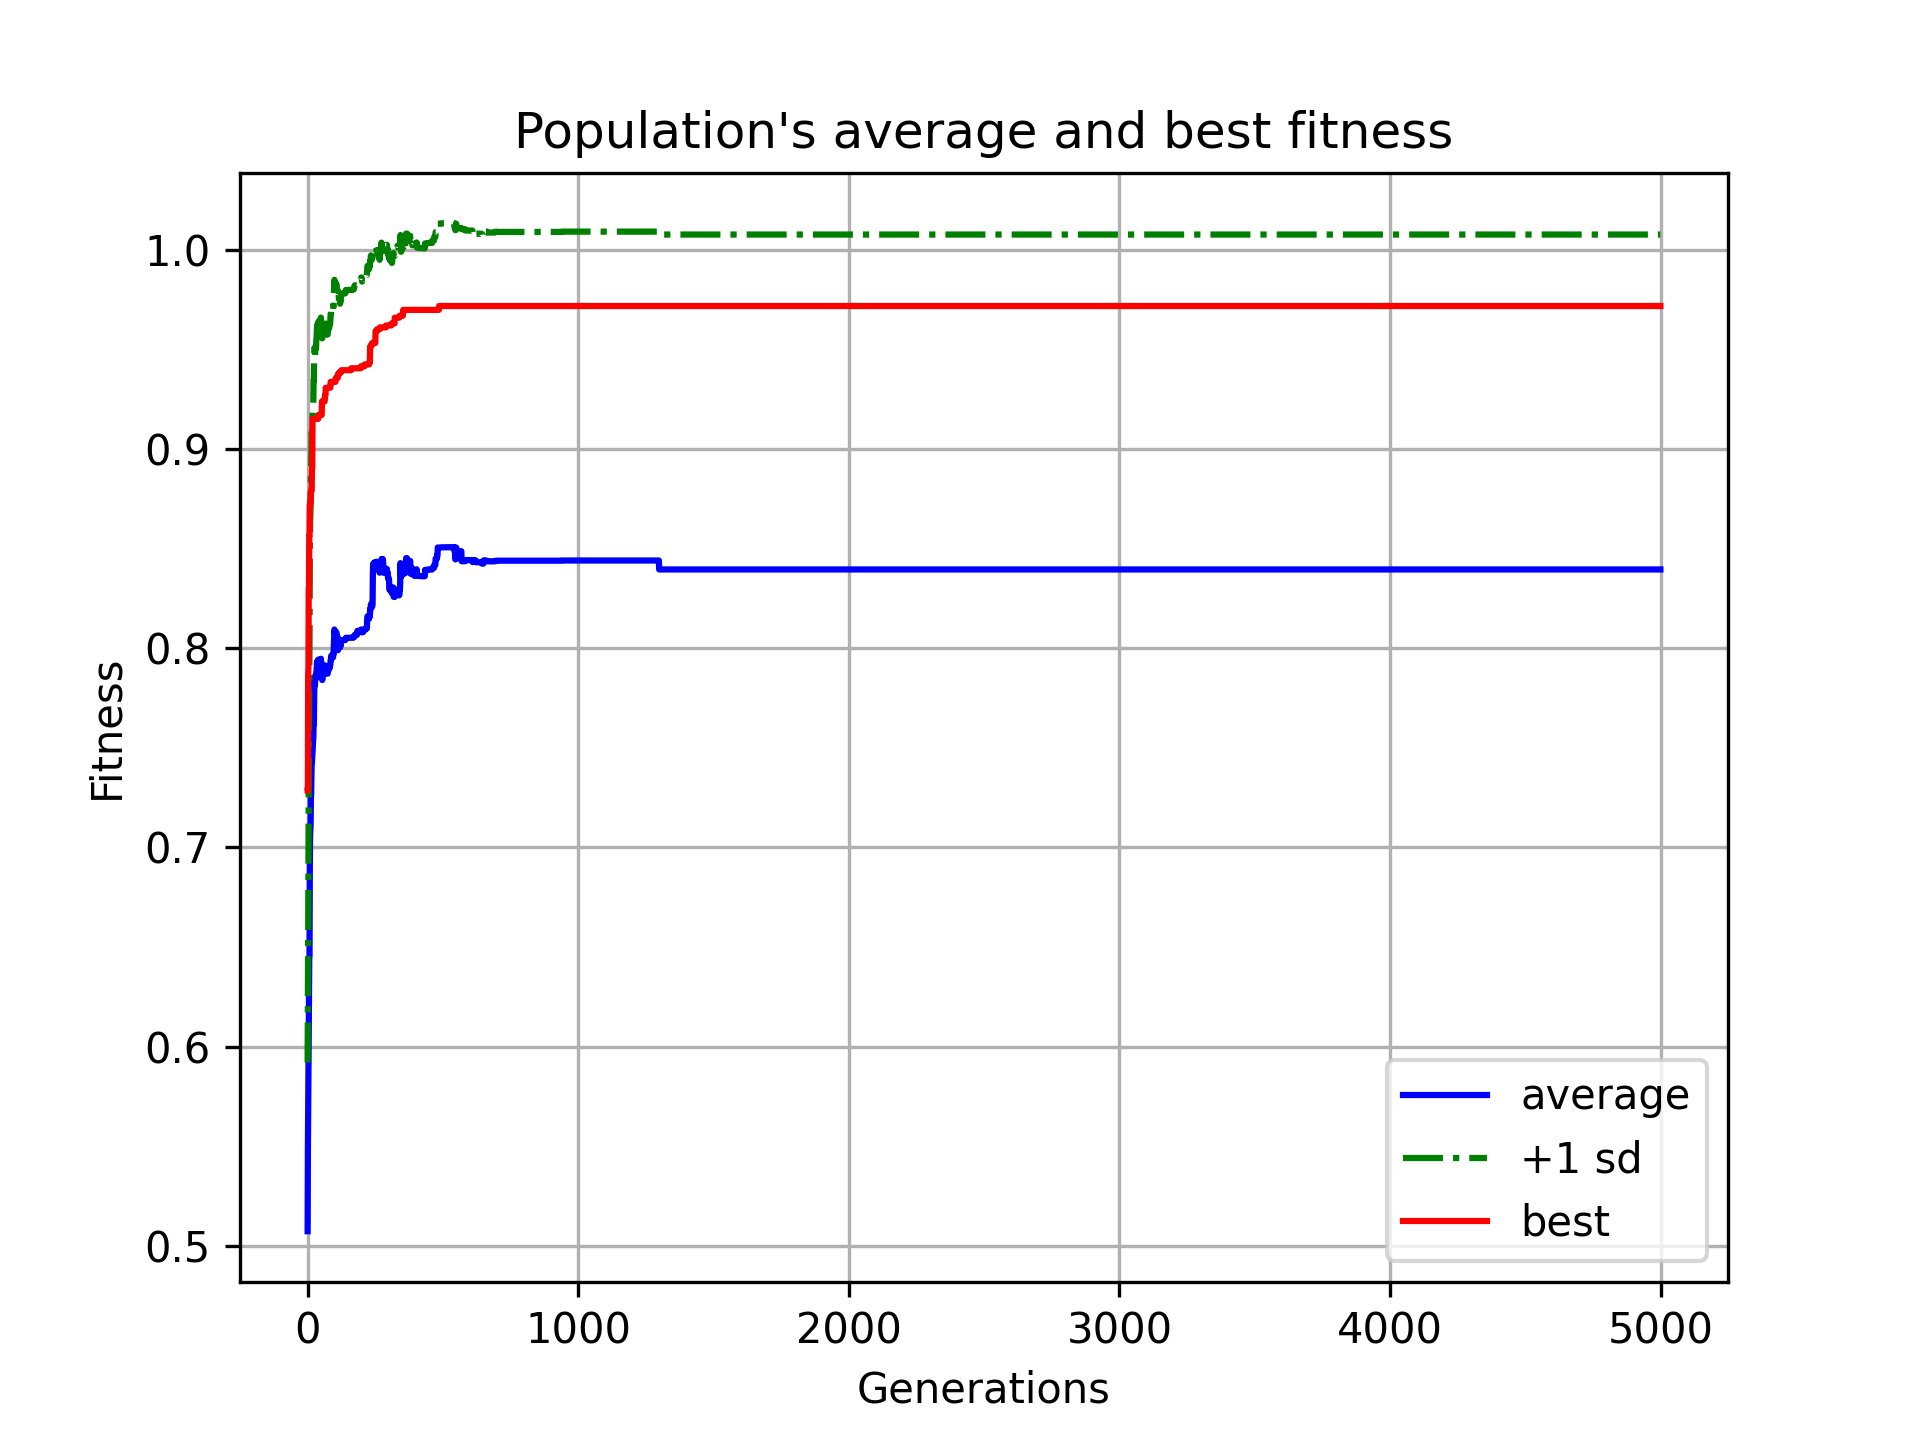 Population's average and best fitness
Fitness
1.0
0.9
0.8
0.7
0.6
0.5
0 1000 2000 3000 4000 5000
Generations
average
+1 sd
best